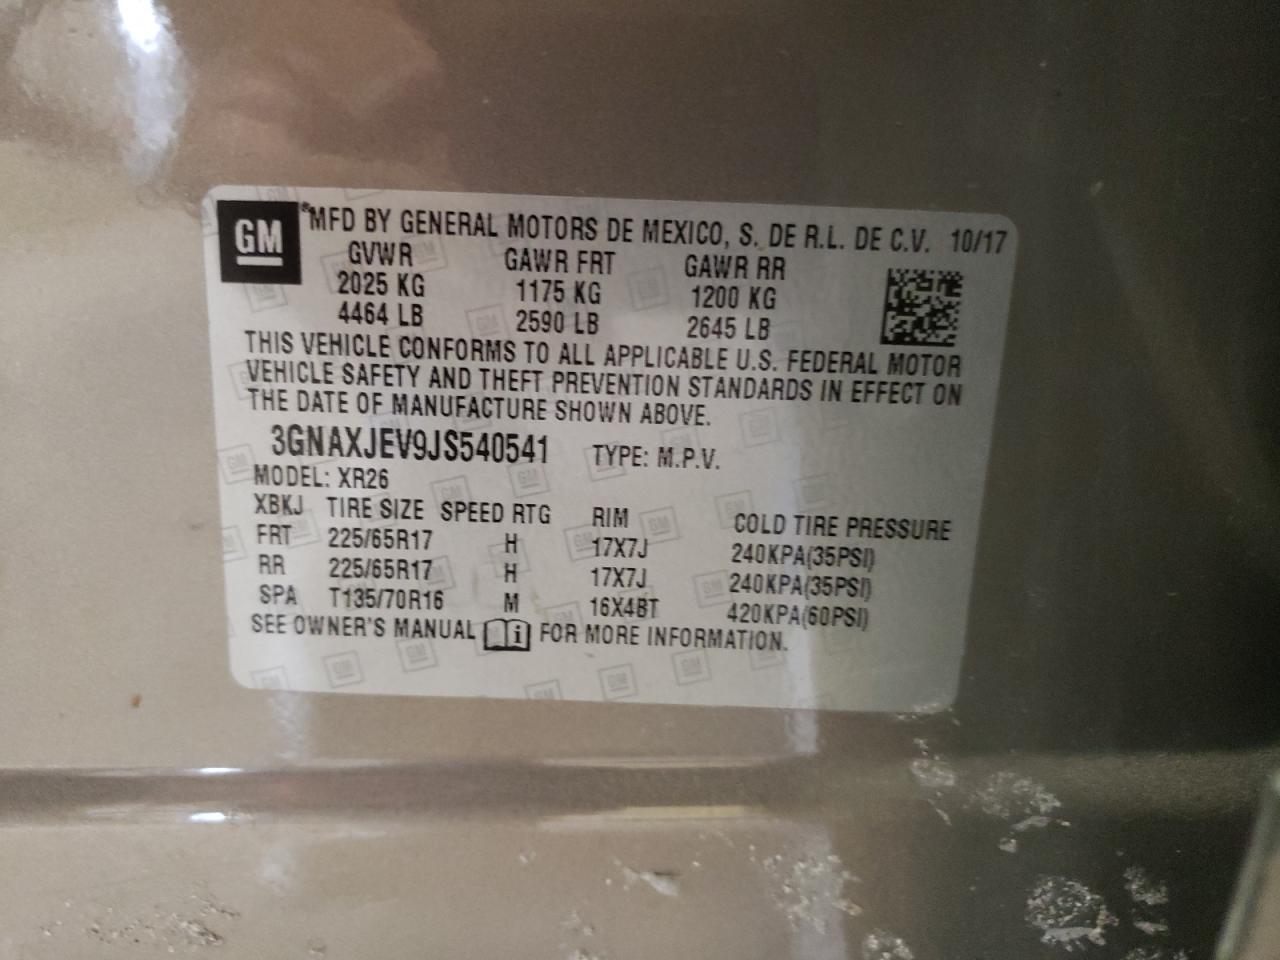 GM ® MFD BY GENERAL MOTORS DE MEXICO, S. DE R.L. DE C.V. 10/17
GVWR GAWR FRT GAWR RR
2025 KG 1175 KG 1200 KG
4464 LB 2590 LB 2645 LB
THIS VEHICLE CONFORMS TO ALL APPLICABLE U.S. FEDERAL MOTOR
VEHICLE SAFETY AND THEFT PREVENTION STANDARDS IN EFFECT ON
THE DATE OF MANUFACTURE SHOWN ABOVE.
3GNAXJEV9JS540541 TYPE: M.P.V.
MODEL: XR26
XBKJ TIRE SIZE SPEED RTG RIM COLD TIRE PRESSURE
FRT 225/65R17 H 17X7J 240KPA(35PSI)
RR 225/65R17 H 17X7J 240KPA(35PSI)
SPA T135/70R16 M 16X4BT 420KPA(60PSI)
SEE OWNER'S MANUAL i FOR MORE INFORMATION.